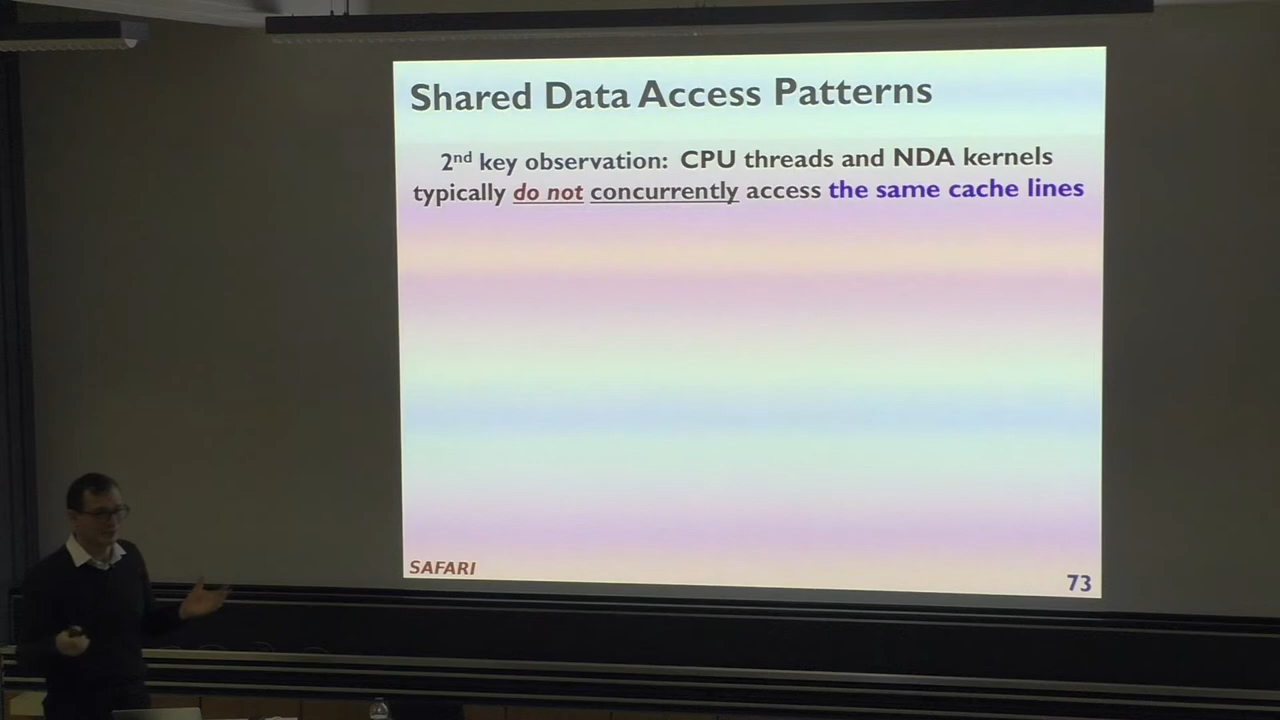 Shared Data Access Patterns
2nd key observation: CPU threads and NDA kernels
typically do not concurrently access the same cache lines
SAFARI
73